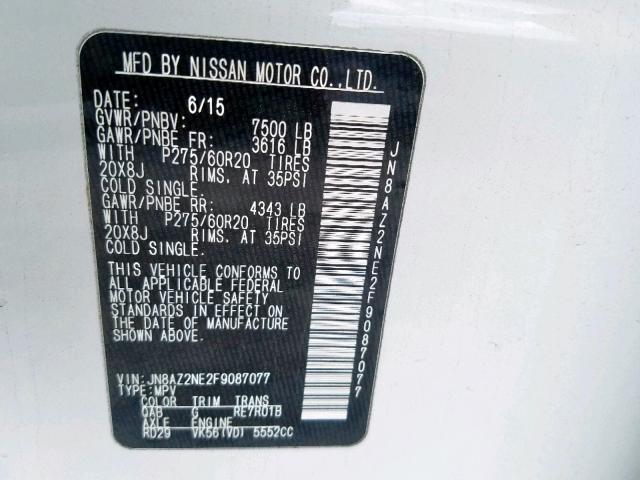 MFD BY NISSAN MOTOR CO.,LTD.
DATE: 6/15
GVWR/PNBV: 7500 LB
GAWR/PNBE FR: 3616 LB
WITH P275/60R20 TIRES
20X8J RIMS, AT 35PSI
COLD SINGLE.
GAWR/PNBE RR: 4343 LB
WITH P275/60R20 TIRES
20X8J RIMS, AT 35PSI
COLD SINGLE.
THIS VEHICLE CONFORMS TO
ALL APPLICABLE FEDERAL
MOTOR VEHICLE SAFETY
STANDARDS IN EFFECT ON
THE DATE OF MANUFACTURE
SHOWN ABOVE.
VIN: JN8AZ2NE2F9087077
TYPE: MPV
COLOR TRIM TRANS
QAB G RE7R01B
AXLE ENGINE
RD29 VK56(VD) 5552CC
JN8AZ2NE2F9087077